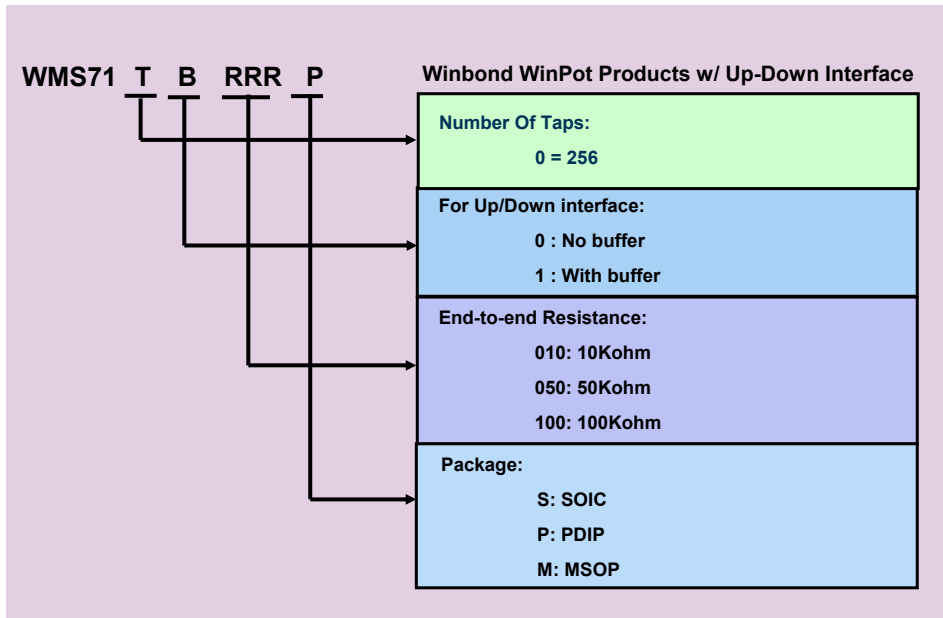 WMS71 T B RRR P
Winbond WinPot Products w/ Up-Down Interface
Number Of Taps:
0 = 256
For Up/Down interface:
0 : No buffer
1 : With buffer
End-to-end Resistance:
010: 10Kohm
050: 50Kohm
100: 100Kohm
Package:
S: SOIC
P: PDIP
M: MSOP